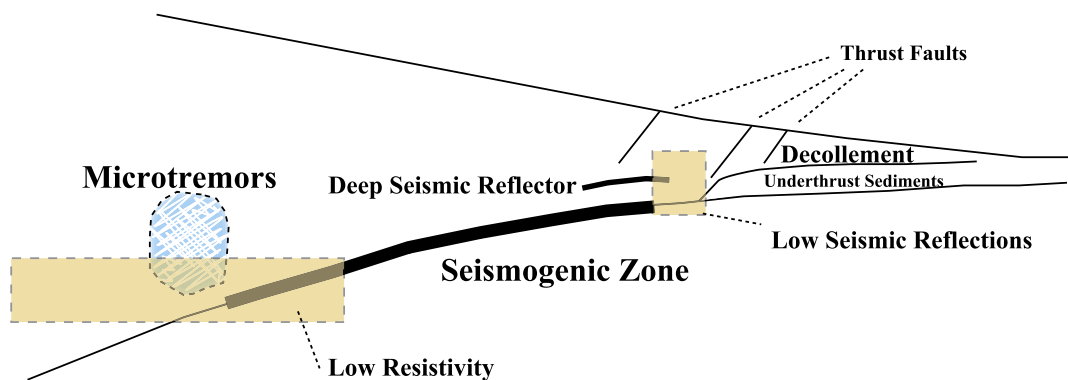 Thrust Faults
Decollement
Microtremors
Deep Seismic Reflector
Underthrust Sediments
Low Seismic Reflections
Seismogenic Zone
Low Resistivity